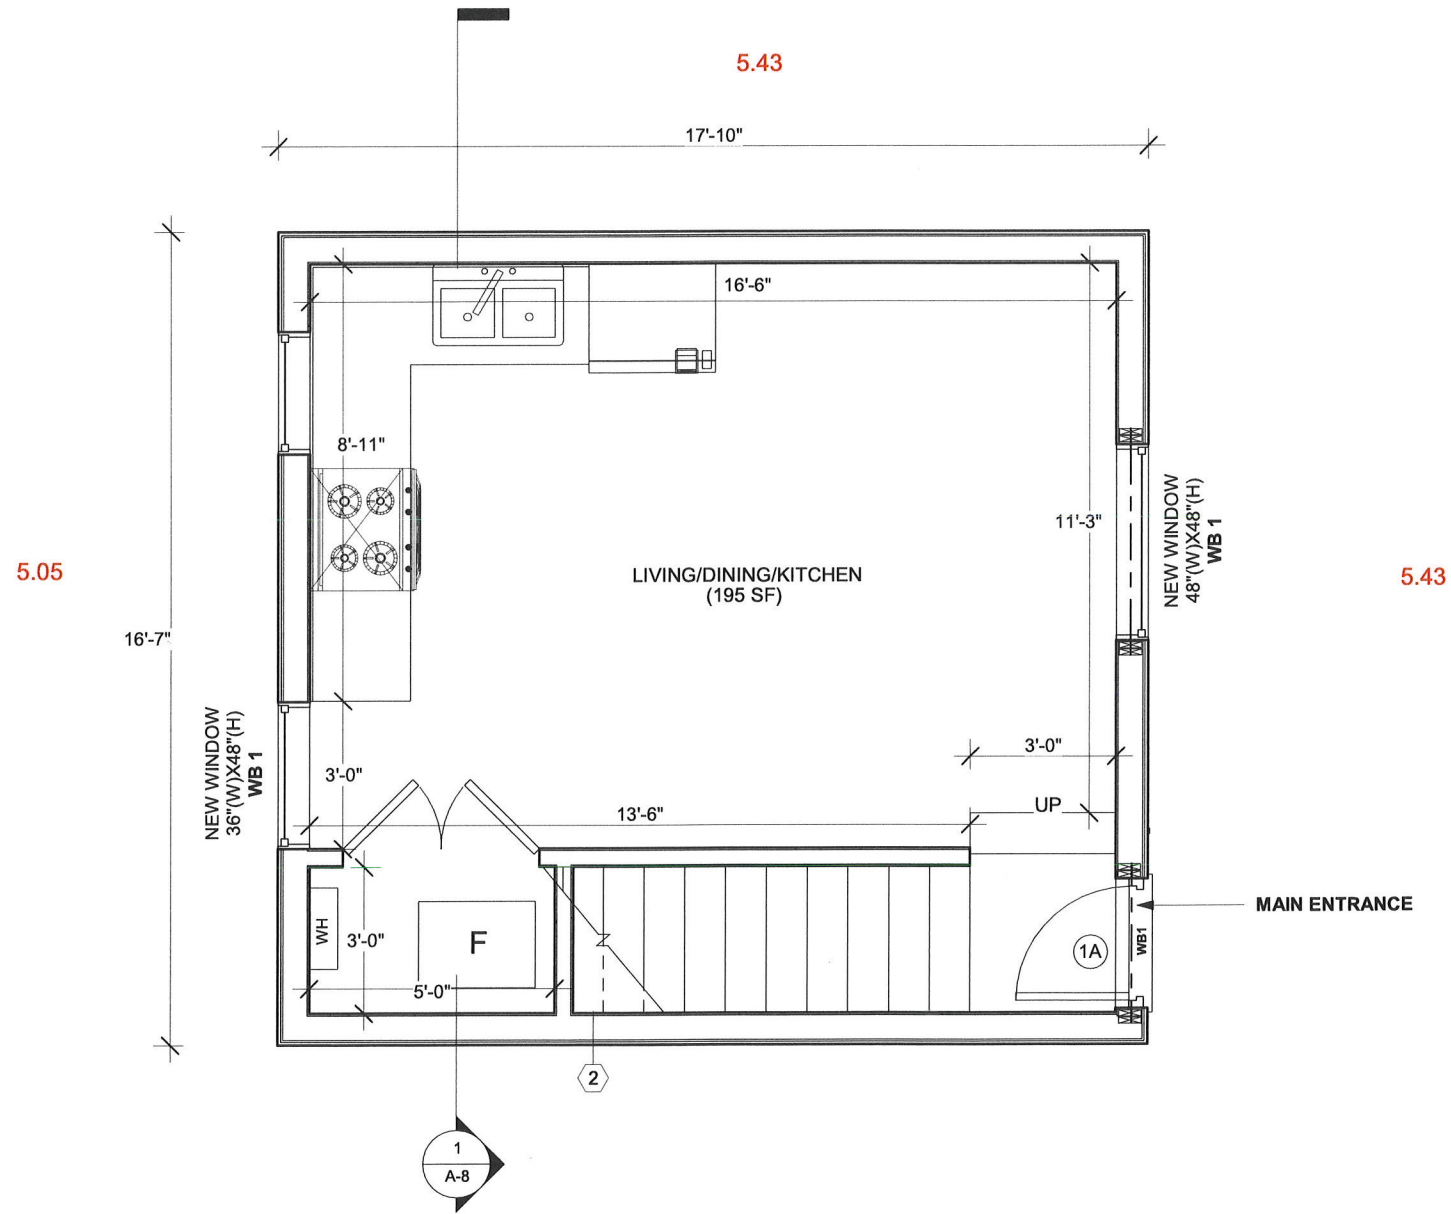 5.43
17'-10"
16'-6"
8'-11"
11'-3"
NEW WINDOW
48"(W)X48"(H)
WB 1
LIVING/DINING/KITCHEN
(195 SF)
5.05
5.43
16'-7"
NEW WINDOW
36"(W)X48"(H)
WB 1
3'-0"
3'-0"
13'-6"
UP
MAIN ENTRANCE
WH
3'-0"
F
1A
WB1
5'-0"
2
1
A-8